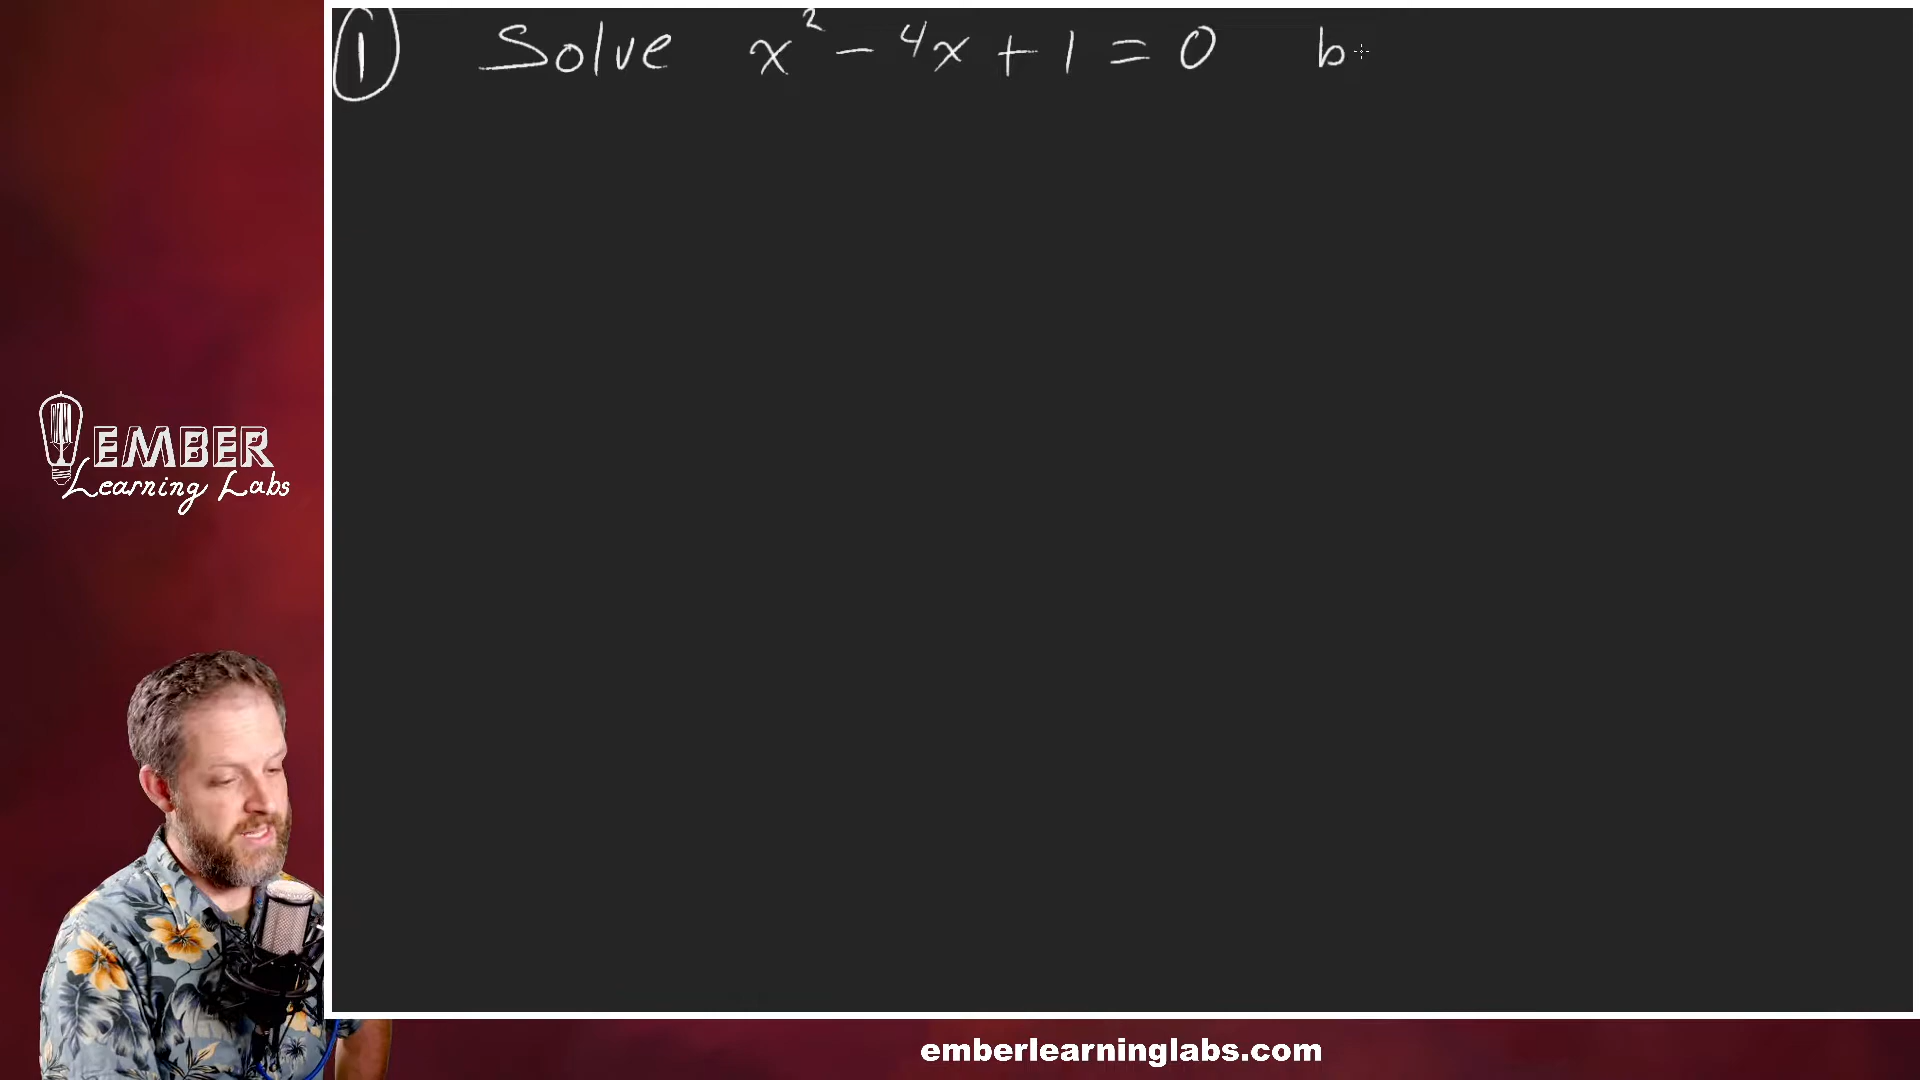 ① Solve x² - 4x + 1 = 0 b
EMBER
Learning Labs
emberlearninglabs.com